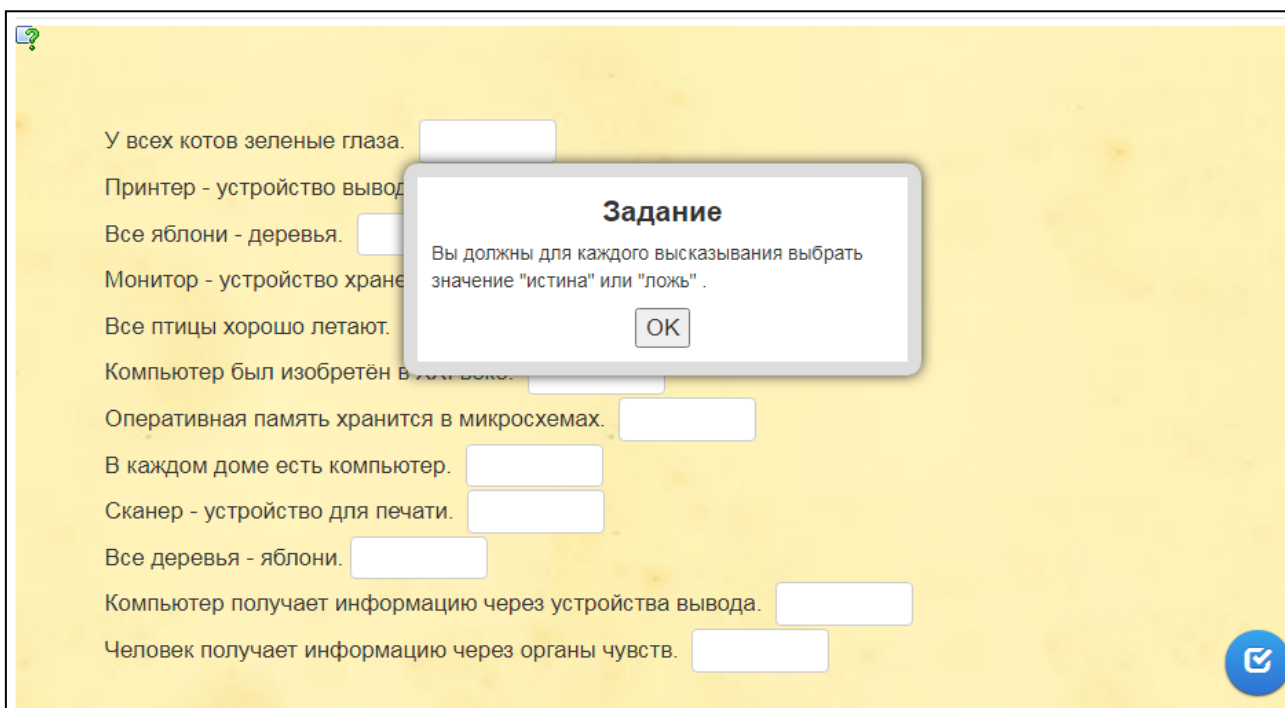 У всех котов зеленые глаза.
Принтер - устройство
Все яблони - деревья.
Монитор - устройство
Все птицы хорошо летают.
Компьютер был изобретён в
Оперативная память хранится в микросхемах.
В каждом доме есть компьютер.
Сканер - устройство для печати.
Все деревья - яблони.
Компьютер получает информацию через устройства вывода.
Человек получает информацию через органы чувств.
Задание
Вы должны для каждого высказывания выбрать
значение "истина" или "ложь" .
OK